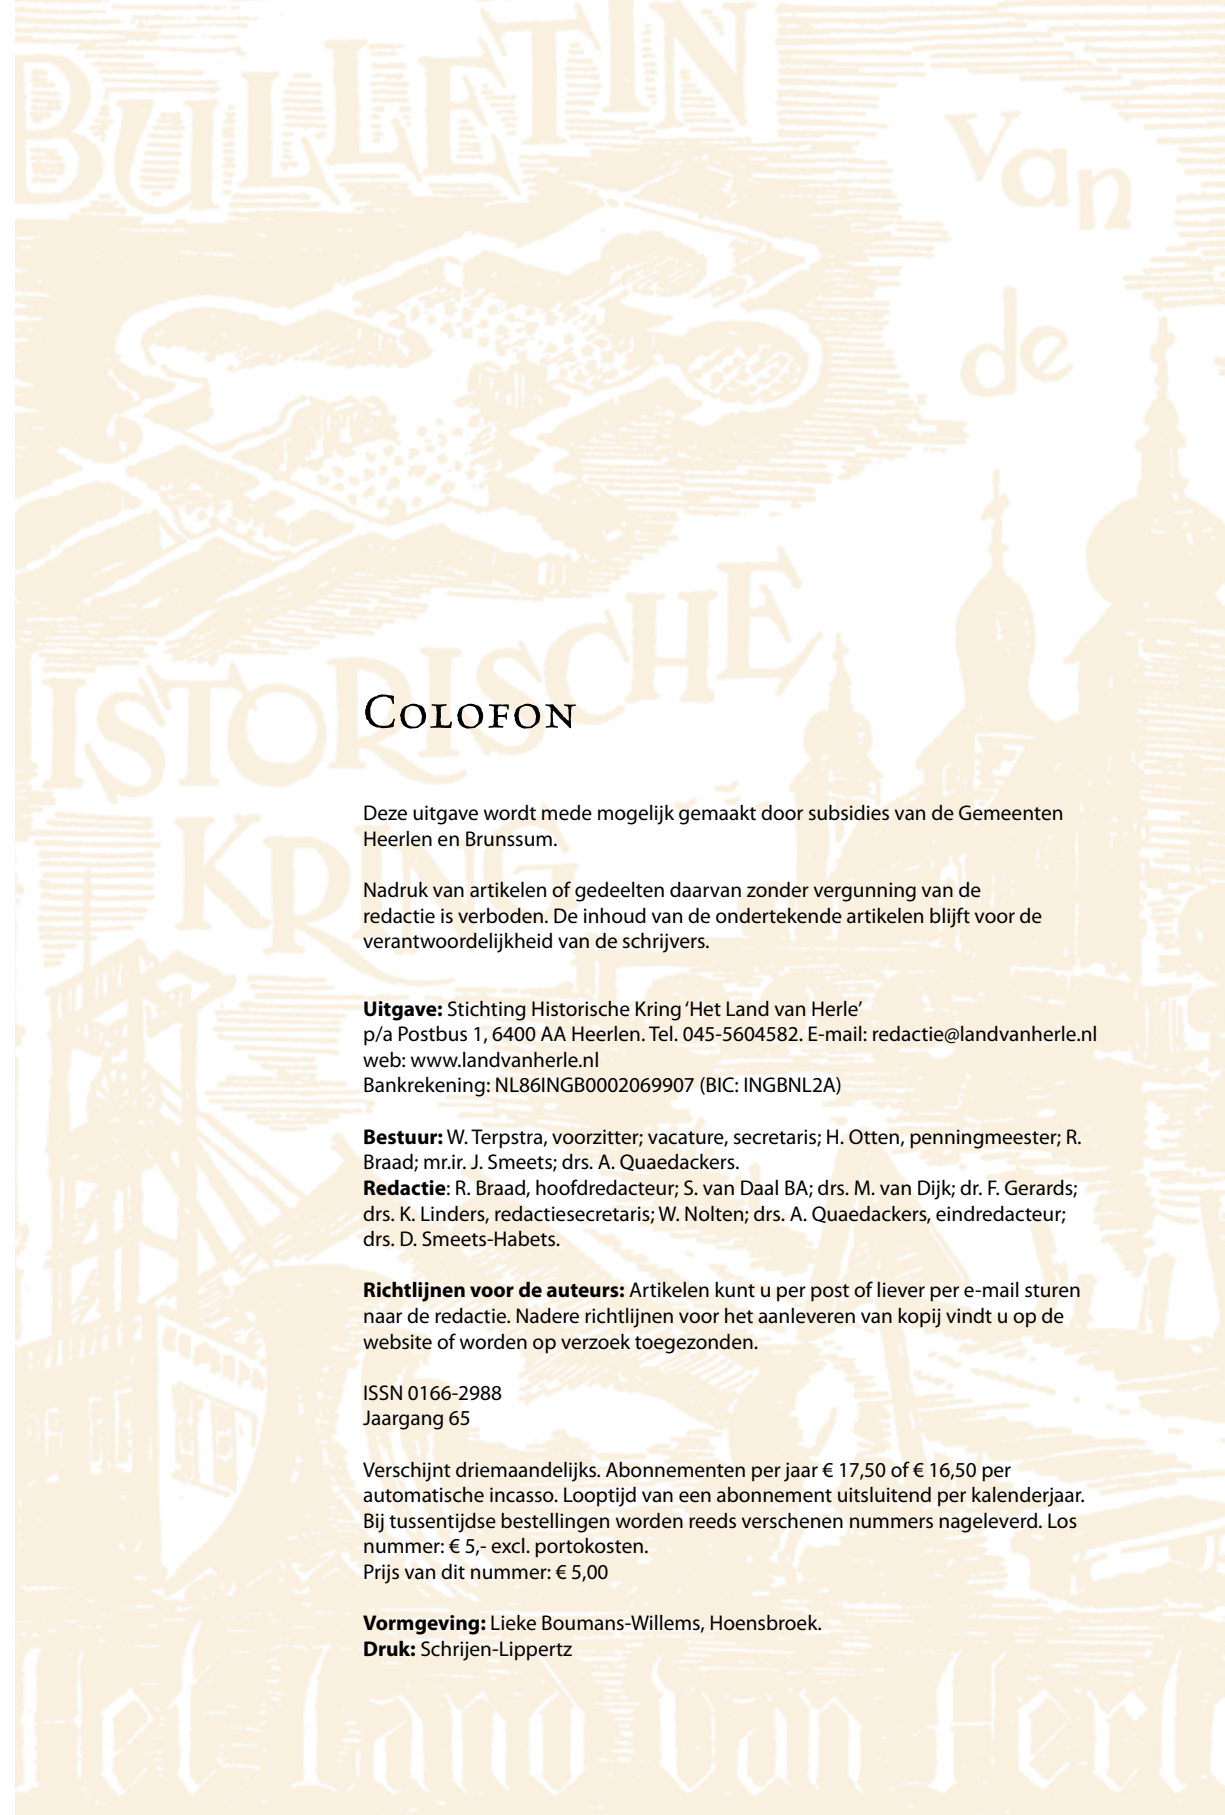 BULLETIN
van
de
ISTORISCHE
KRING
Colofon
Deze uitgave wordt mede mogelijk gemaakt door subsidies van de Gemeenten
Heerlen en Brunssum.
Nadruk van artikelen of gedeelten daarvan zonder vergunning van de
redactie is verboden. De inhoud van de ondertekende artikelen blijft voor de
verantwoordelijkheid van de schrijvers.
Uitgave: Stichting Historische Kring ‘Het Land van Herle’
p/a Postbus 1, 6400 AA Heerlen. Tel. 045-5604582. E-mail: redactie@landvanherle.nl
web: www.landvanherle.nl
Bankrekening: NL86INGB0002069907 (BIC: INGBNL2A)
Bestuur: W. Terpstra, voorzitter; vacature, secretaris; H. Otten, penningmeester; R.
Braad; mr.ir. J. Smeets; drs. A. Quaedackers.
Redactie: R. Braad, hoofdredacteur; S. van Daal BA; drs. M. van Dijk; dr. F. Gerards;
drs. K. Linders, redactiesecretaris; W. Nolten; drs. A. Quaedackers, eindredacteur;
drs. D. Smeets-Habets.
Richtlijnen voor de auteurs: Artikelen kunt u per post of liever per e-mail sturen
naar de redactie. Nadere richtlijnen voor het aanleveren van kopij vindt u op de
website of worden op verzoek toegezonden.
ISSN 0166-2988
Jaargang 65
Verschijnt driemaandelijks. Abonnementen per jaar € 17,50 of € 16,50 per
automatische incasso. Looptijd van een abonnement uitsluitend per kalenderjaar.
Bij tussentijdse bestellingen worden reeds verschenen nummers nageleverd. Los
nummer: € 5,- excl. portokosten.
Prijs van dit nummer: € 5,00
Vormgeving: Lieke Boumans-Willems, Hoensbroek.
Druk: Schrijen-Lippertz
Het Land van Herle